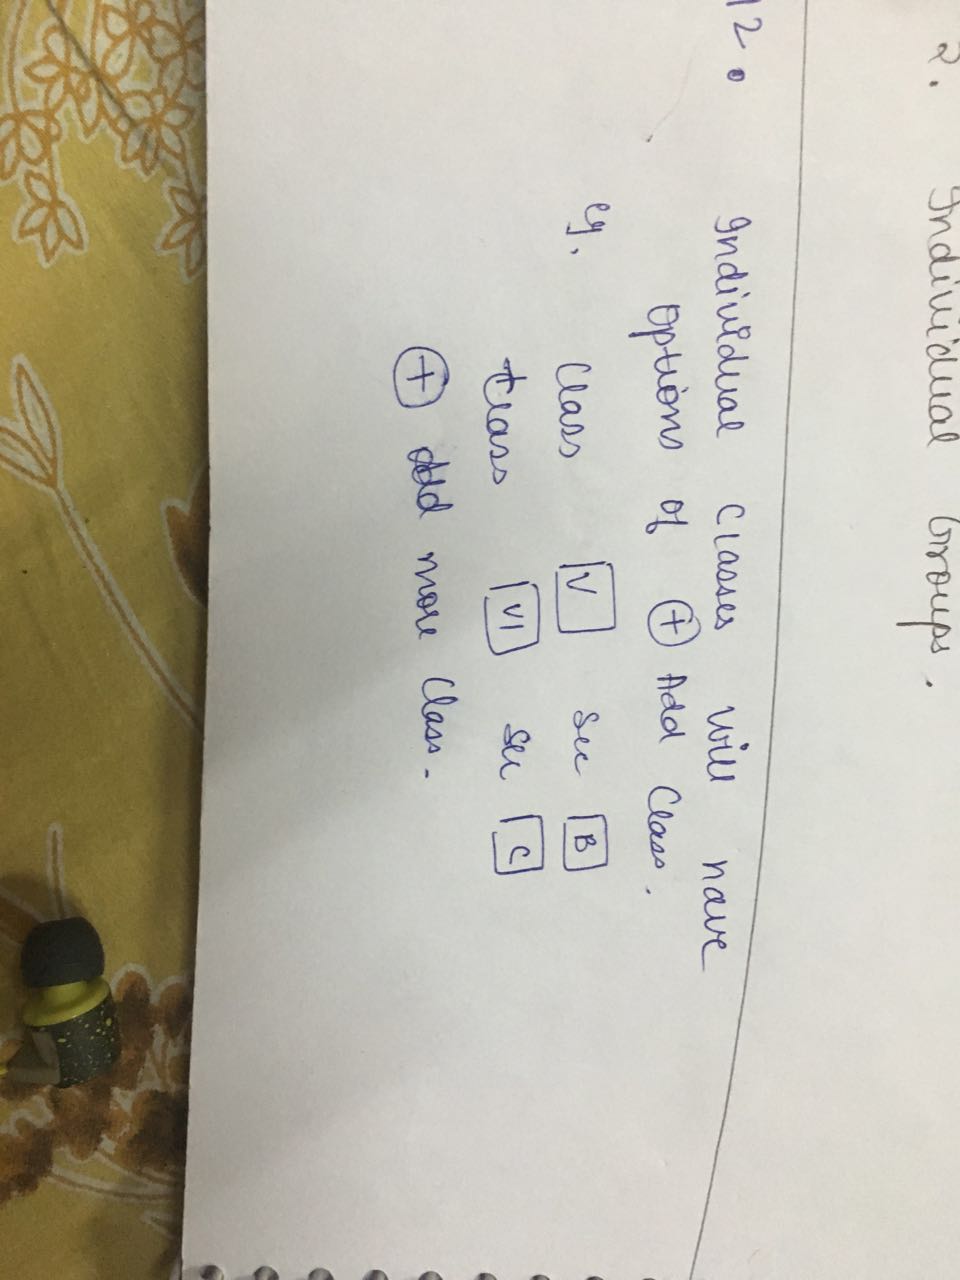 2. Individual Groups.
12. Individual Classes will have
options of + Add Class.
eg. Class V Sec B
Class VI Sec C
+ Add more Class.